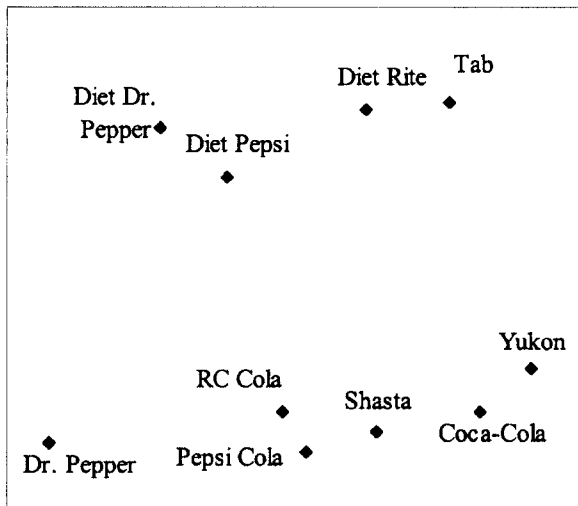 Tab
Diet Rite
Diet Dr.
Pepper
Diet Pepsi
Yukon
RC Cola
Shasta
Coca-Cola
Dr. Pepper
Pepsi Cola